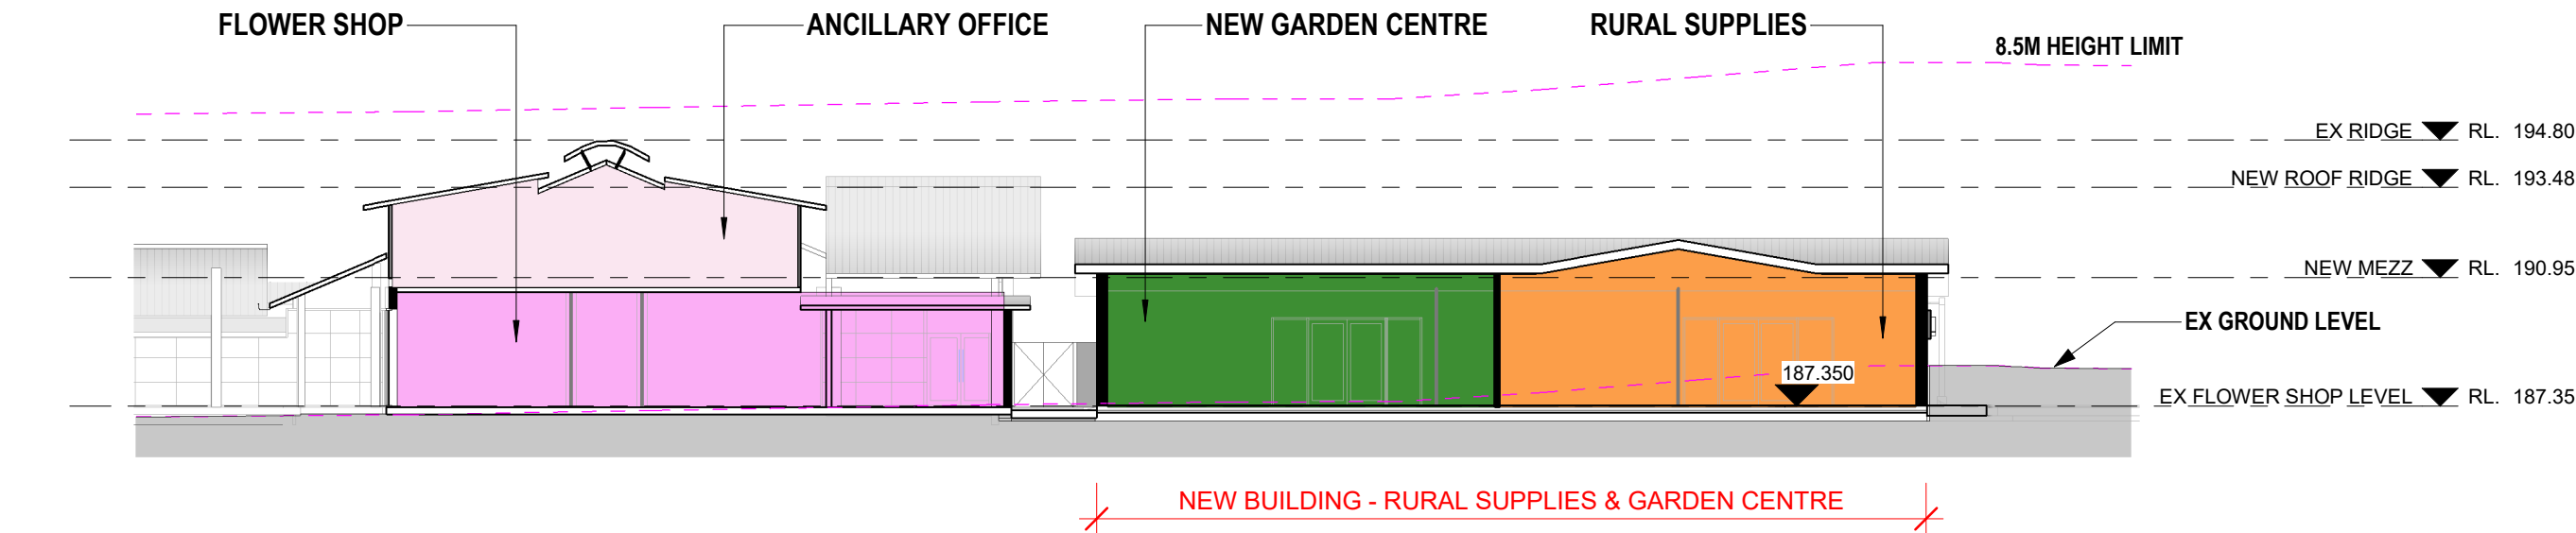 FLOWER SHOP
ANCILLARY OFFICE
NEW GARDEN CENTRE
RURAL SUPPLIES
8.5M HEIGHT LIMIT
EX RIDGE RL. 194.80
NEW ROOF RIDGE RL. 193.48
NEW MEZZ RL. 190.95
EX GROUND LEVEL
187.350
EX FLOWER SHOP LEVEL RL. 187.35
NEW BUILDING - RURAL SUPPLIES & GARDEN CENTRE